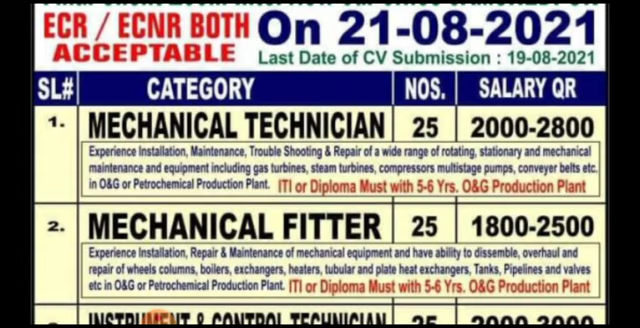 ECR / ECNR BOTH On 21-08-2021
ACCEPTABLE Last Date of CV Submission : 19-08-2021
SL# CATEGORY NOS. SALARY QR
1. MECHANICAL TECHNICIAN 25 2000-2800
Experience Installation, Maintenance, Trouble Shooting & Repair of a wide range of rotating, stationary and mechanical
maintenance and equipment including gas turbines, steam turbines, compressors multistage pumps, conveyer belts etc.
in O&G or Petrochemical Production Plant. ITI or Diploma Must with 5-6 Yrs. O&G Production Plant
2. MECHANICAL FITTER 25 1800-2500
Experience Installation, Repair & Maintenance of mechanical equipment and have ability to dissemble, overhaul and
repair of wheels columns, boilers, exchangers, heaters, tubular and plate heat exchangers, Tanks, Pipelines and valves
etc in O&G or Petrochemical Production Plant. ITI or Diploma Must with 5-6 Yrs. O&G Production Plant
INSTRUMENT & CONTROL TECHNICIAN 25 2000-3000